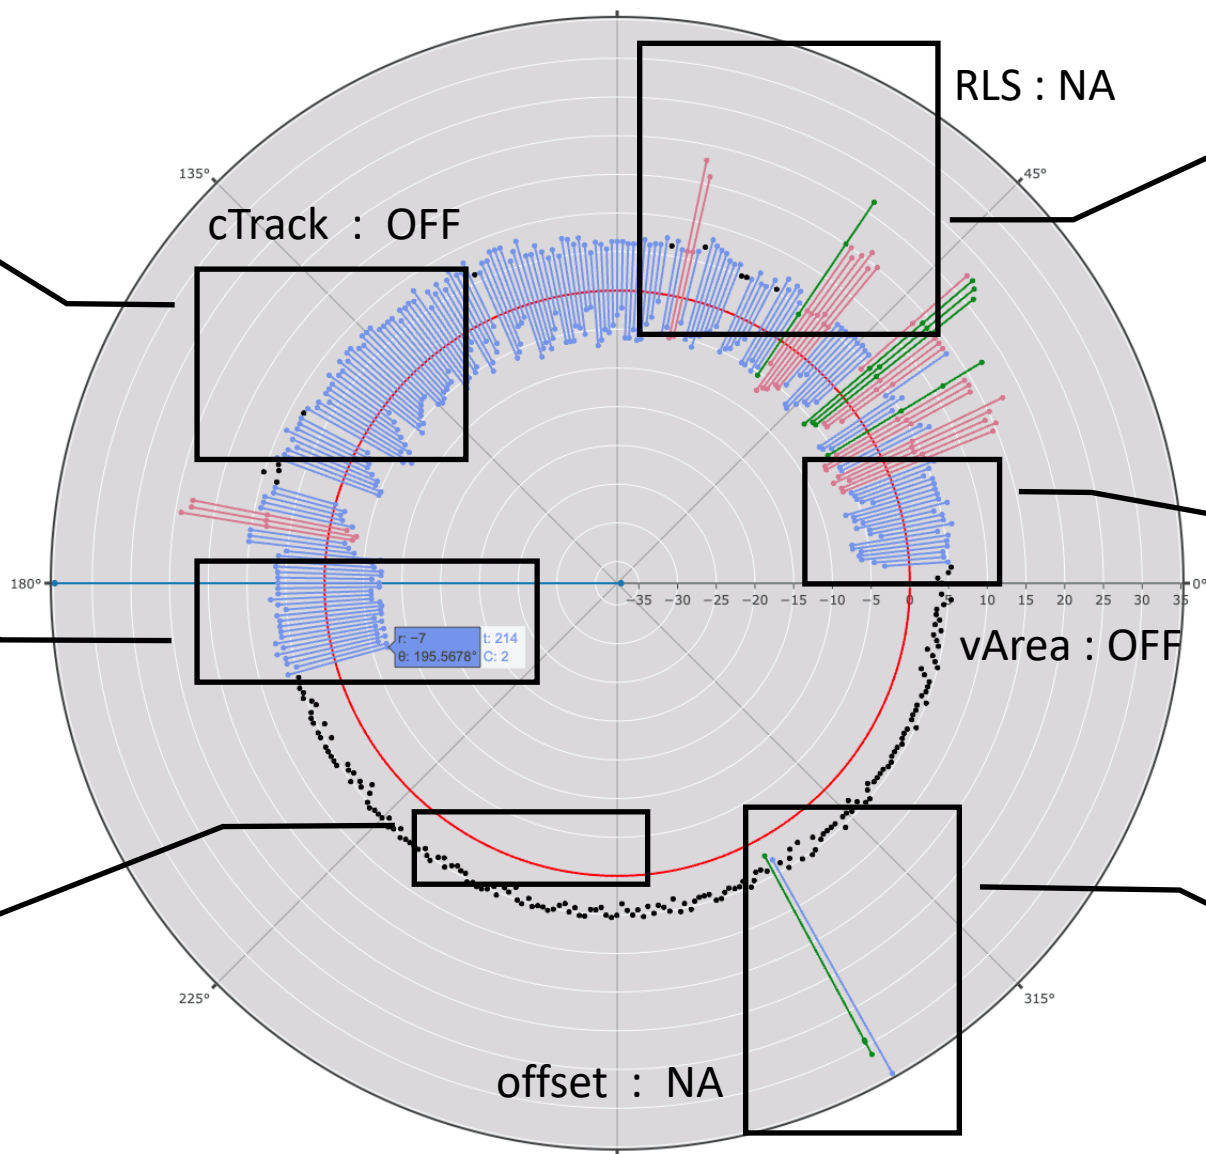 RLS : NA
135°
45°
cTrack : OFF
180°
−35 −30 −25 −20 −15 −10 −5 0 5 10 15 20 25 30 35
0°
r: −7 t: 214
θ: 195.5678° C: 2
vArea : OFF
225°
315°
offset : NA